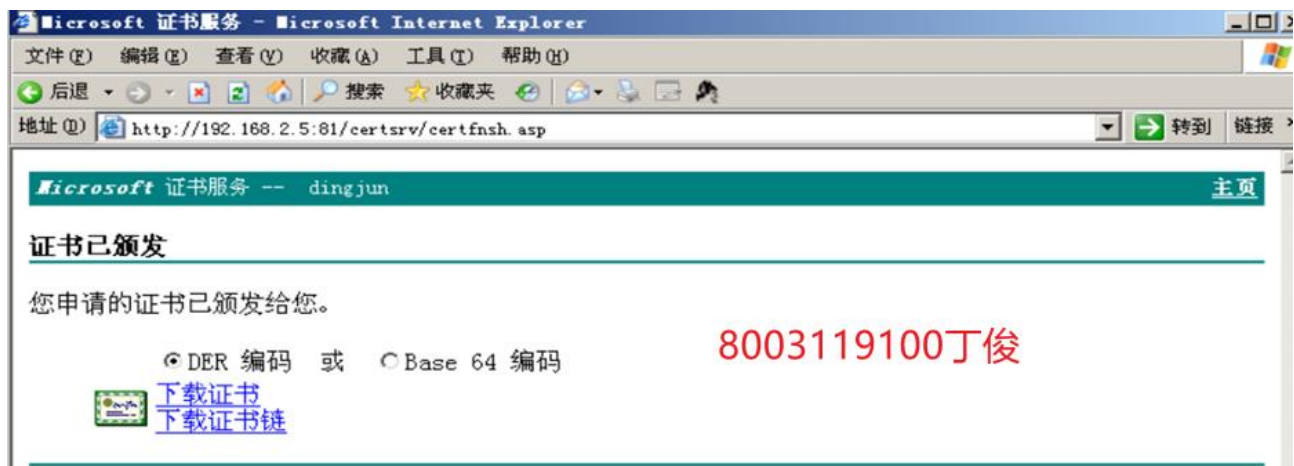 Microsoft 证书服务 - Microsoft Internet Explorer
文件(F) 编辑(E) 查看(V) 收藏(A) 工具(T) 帮助(H)
后退 搜索 收藏夹
地址(D) http://192.168.2.5:81/certsrv/certfnsh.asp 转到 链接
Microsoft 证书服务 -- dingjun 主页
证书已颁发
您申请的证书已颁发给您。
8003119100丁俊
DER 编码 或 Base 64 编码
下载证书
下载证书链